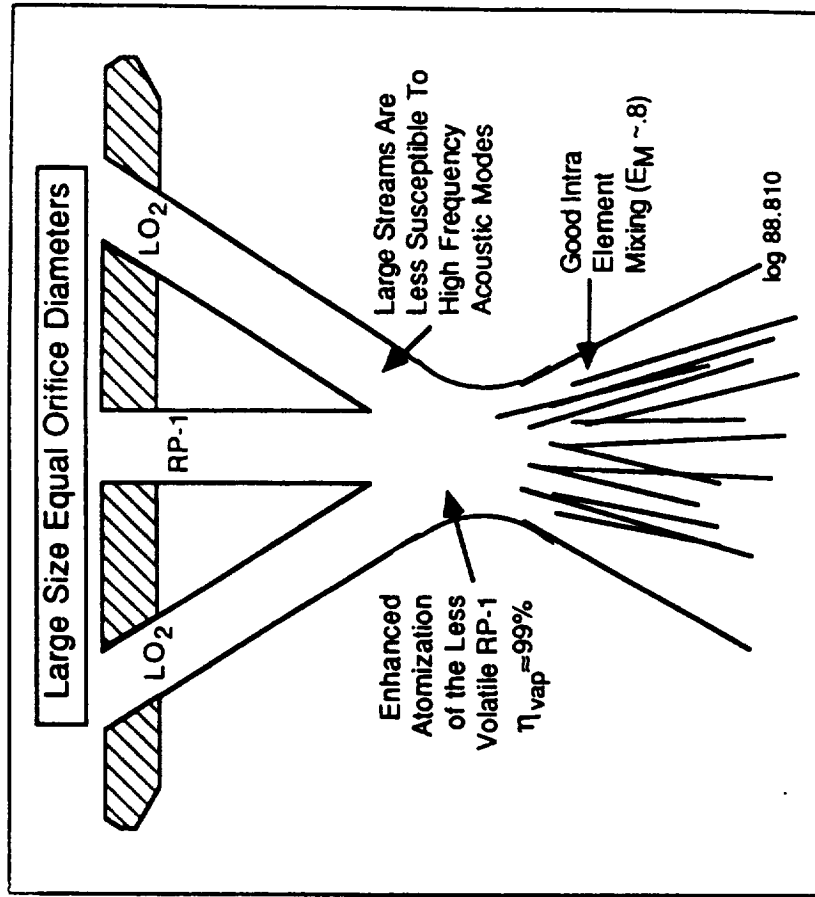 Large Size Equal Orifice Diameters
LO2
RP-1
LO2
Enhanced
Atomization
of the Less
Volatile RP-1
ηvap≈99%
Large Streams Are
Less Susceptible To
High Frequency
Acoustic Modes
Good Intra
Element
Mixing (EM ~.8)
log 88.810